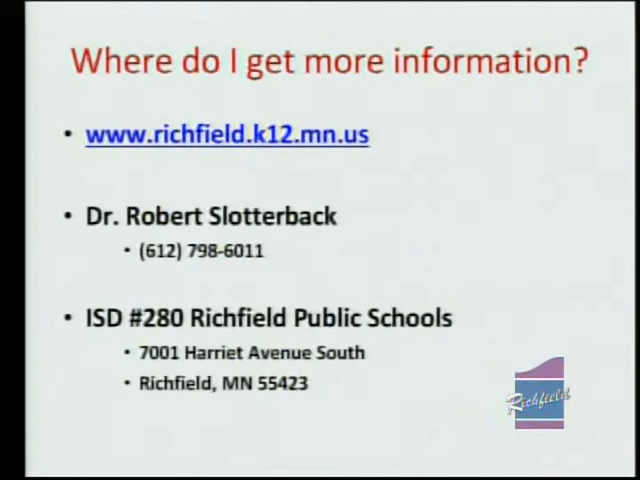 Where do I get more information?
• www.richfield.k12.mn.us
• Dr. Robert Slotterback
• (612) 798-6011
• ISD #280 Richfield Public Schools
• 7001 Harriet Avenue South
• Richfield, MN 55423
Richfield